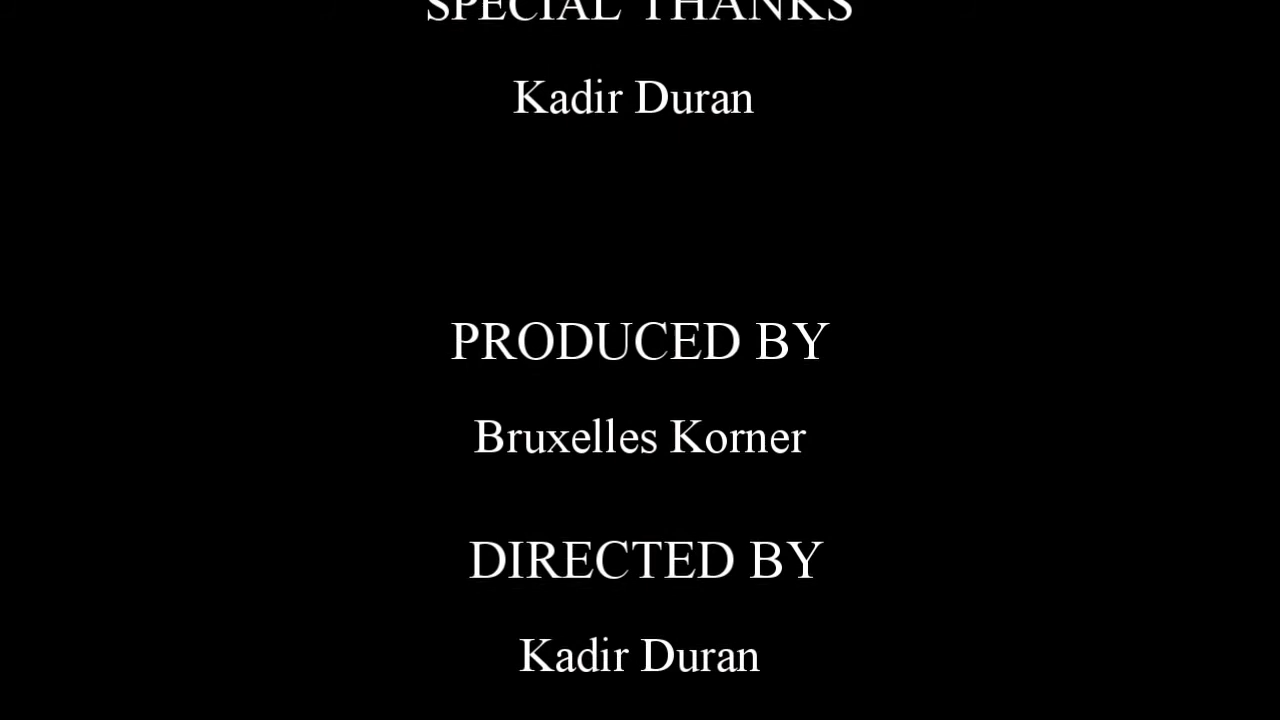 SPECIAL THANKS
Kadir Duran
PRODUCED BY
Bruxelles Korner
DIRECTED BY
Kadir Duran